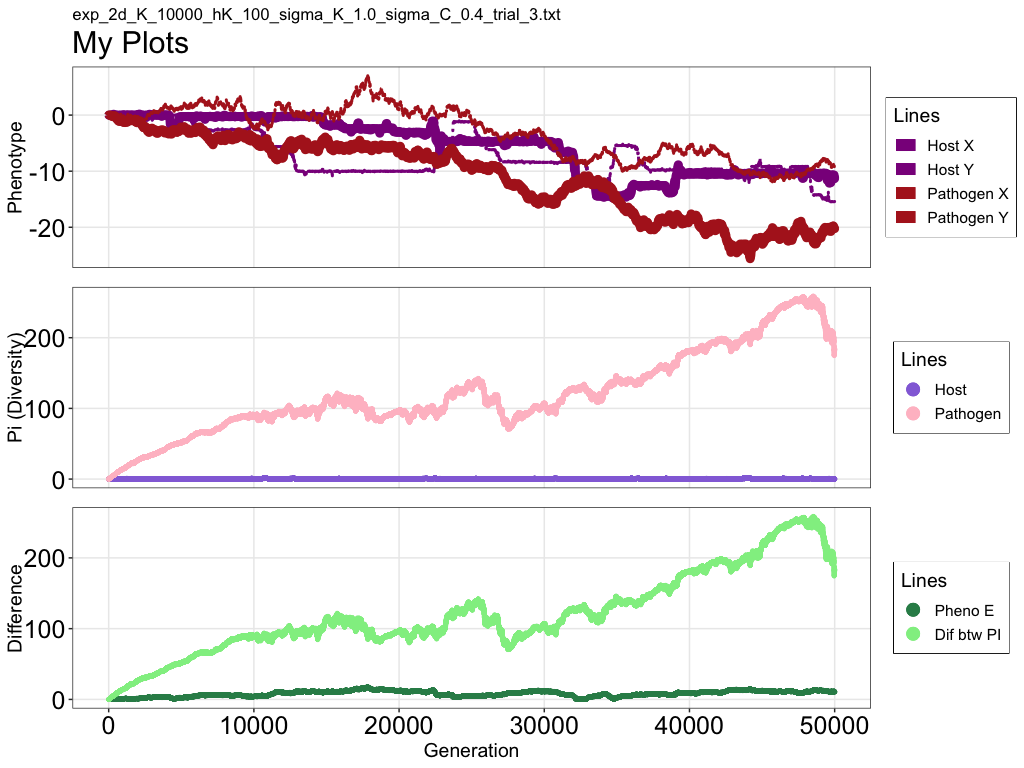 exp_2d_K_10000_hK_100_sigma_K_1.0_sigma_C_0.4_trial_3.txt
My Plots
Phenotype
0
-10
-20
Lines
Host X
Host Y
Pathogen X
Pathogen Y
Pi (Diversity)
200
100
0
Lines
Host
Pathogen
Difference
200
100
0
Lines
Pheno E
Dif btw PI
0 10000 20000 30000 40000 50000
Generation